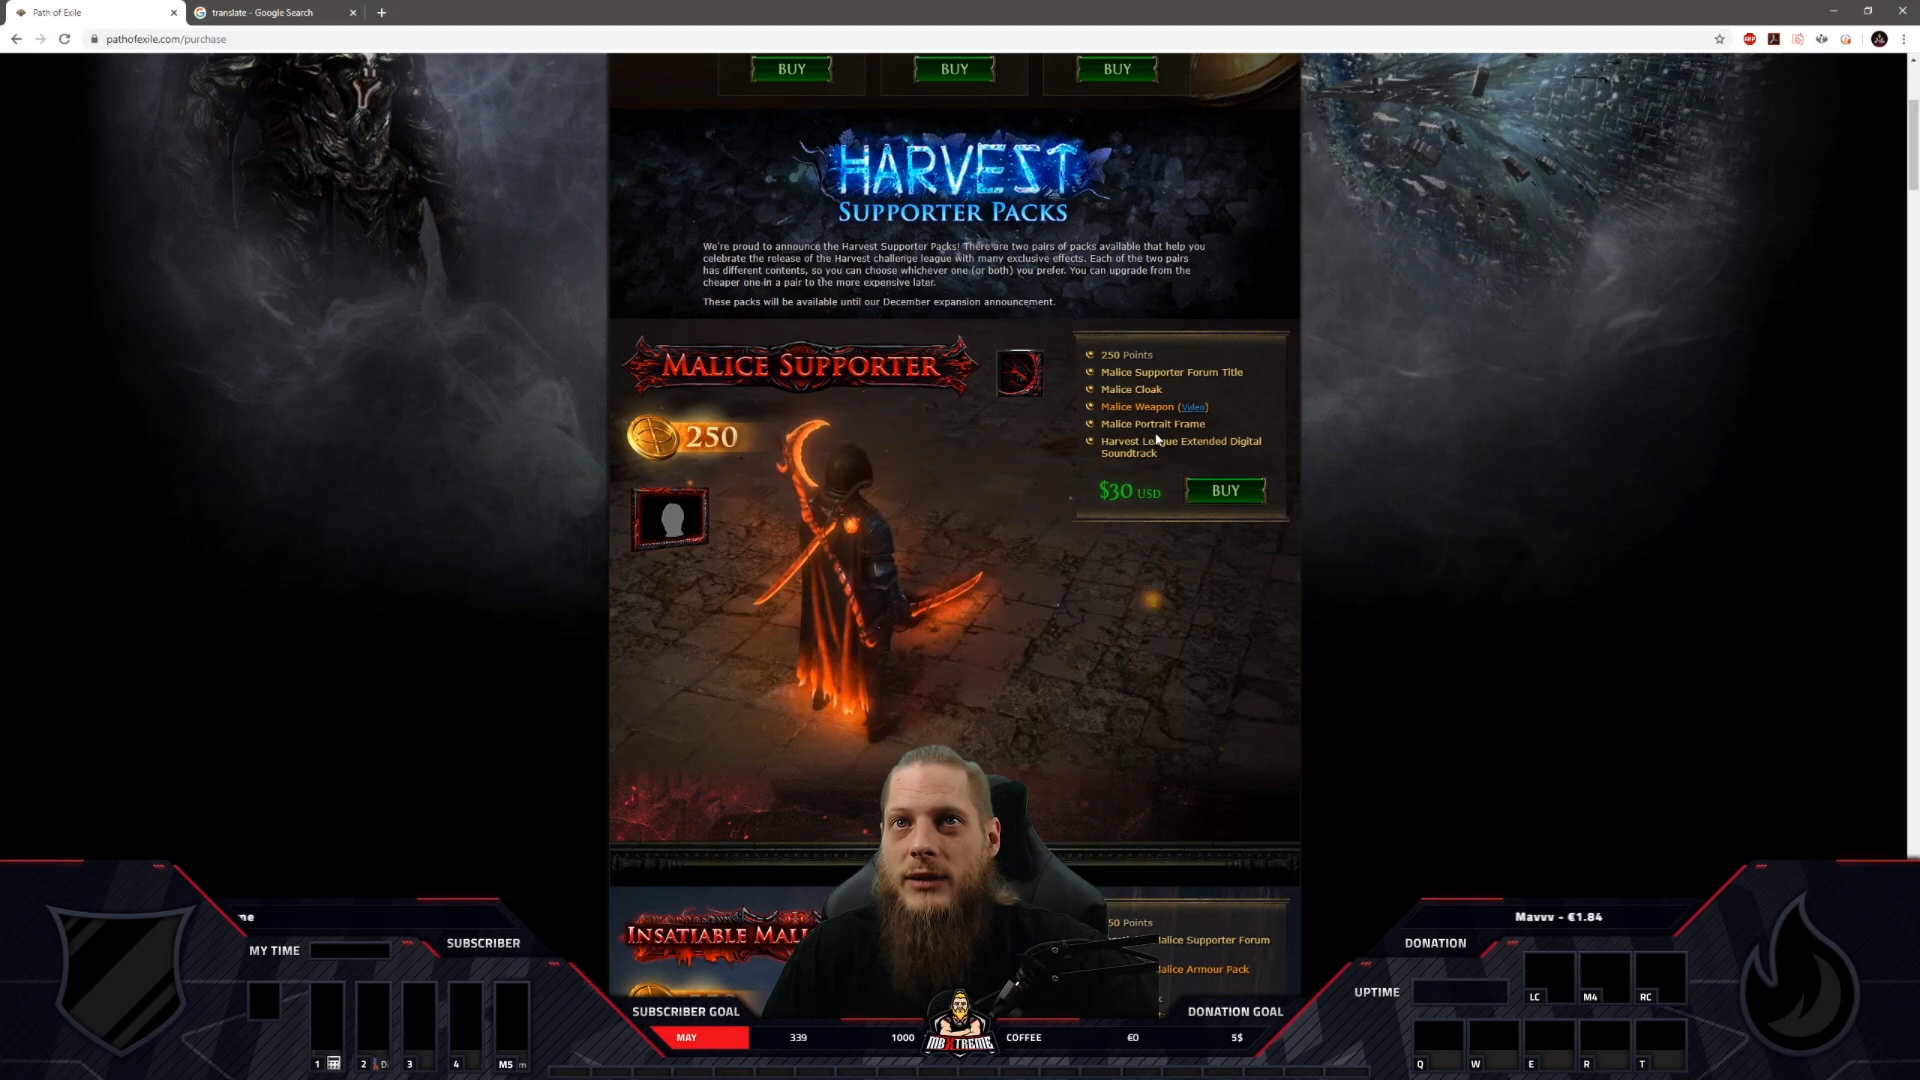 Path of Exile
translate - Google Search
pathofexile.com/purchase
BUY
BUY
BUY
HARVEST
SUPPORTER PACKS
We're proud to announce the Harvest Supporter Packs! There are two pairs of packs available that help you
celebrate the release of the Harvest challenge league with many exclusive effects. Each of the two pairs
has different contents, so you can choose whichever one (or both) you prefer. You can upgrade from the
cheaper one in a pair to the more expensive later.
These packs will be available until our December expansion announcement.
MALICE SUPPORTER
250
250 Points
Malice Supporter Forum Title
Malice Cloak
Malice Weapon (Video)
Malice Portrait Frame
Harvest League Extended Digital
Soundtrack
$30 USD
BUY
INSATIABLE MAL
50 Points
alice Supporter Forum
alice Armour Pack
me
MY TIME
SUBSCRIBER
1
2
3
4
M5
SUBSCRIBER GOAL
MAY
339
1000
MBXTREME
COFFEE
€0
5$
DONATION GOAL
Mavvv - €1.84
DONATION
UPTIME
LC
M4
RC
Q
W
E
R
T